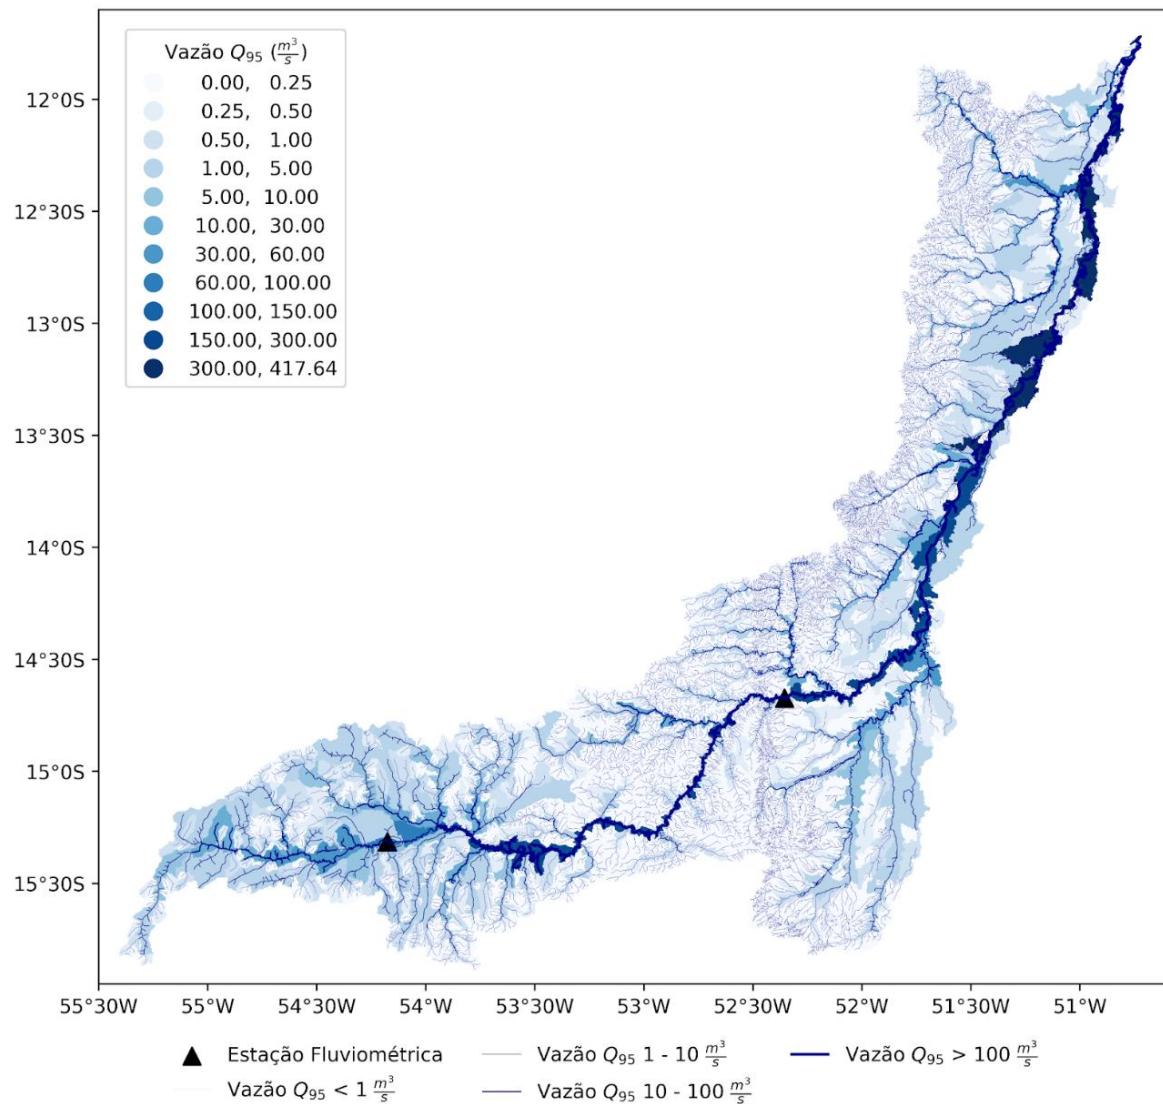 Vazão Q₉₅ (m³/s)
0.00, 0.25
0.25, 0.50
0.50, 1.00
1.00, 5.00
5.00, 10.00
10.00, 30.00
30.00, 60.00
60.00, 100.00
100.00, 150.00
150.00, 300.00
300.00, 417.64
12°0S
12°30S
13°0S
13°30S
14°0S
14°30S
15°0S
15°30S
55°30W 55°0W 54°30W 54°0W 53°30W 53°0W 52°30W 52°0W 51°30W 51°0W
Estação Fluviométrica Vazão Q₉₅ 1 - 10 m³/s Vazão Q₉₅ > 100 m³/s
Vazão Q₉₅ < 1 m³/s Vazão Q₉₅ 10 - 100 m³/s